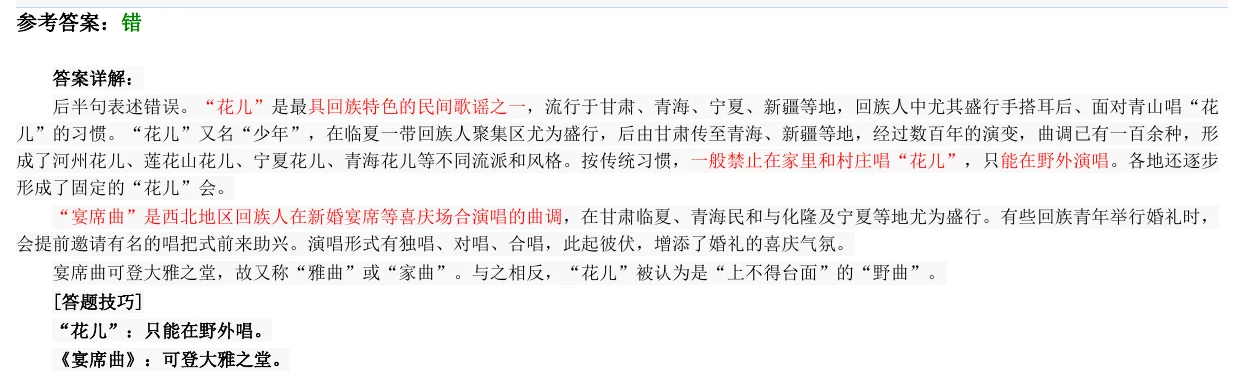 参考答案：错
答案详解：
后半句表述错误。“花儿”是最具回族特色的民间歌谣之一，流行于甘肃、青海、宁夏、新疆等地，回族人中尤其盛行手搭耳后、面对青山唱“花
儿”的习惯。“花儿”又名“少年”，在临夏一带回族人聚集区尤为盛行，后由甘肃传至青海、新疆等地，经过数百年的演变，曲调已有一百余种，形
成了河州花儿、莲花山花儿、宁夏花儿、青海花儿等不同流派和风格。按传统习惯，一般禁止在家里和村庄唱“花儿”，只能在野外演唱。各地还逐步
形成了固定的“花儿”会。
“宴席曲”是西北地区回族人在新婚宴席等喜庆场合演唱的曲调，在甘肃临夏、青海民和与化隆及宁夏等地尤为盛行。有些回族青年举行婚礼时，
会提前邀请有名的唱把式前来助兴。演唱形式有独唱、对唱、合唱，此起彼伏，增添了婚礼的喜庆气氛。
宴席曲可登大雅之堂，故又称“雅曲”或“家曲”。与之相反，“花儿”被认为是“上不得台面”的“野曲”。
[答题技巧]
“花儿”：只能在野外唱。
《宴席曲》：可登大雅之堂。